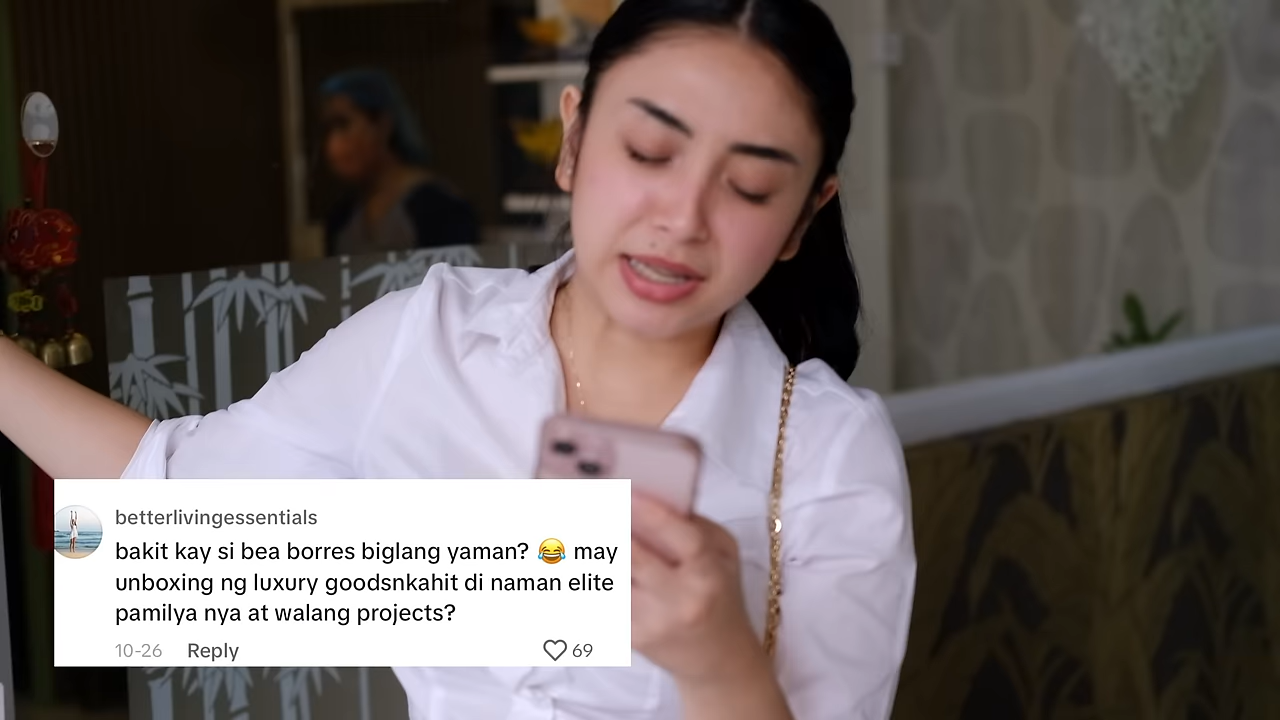 betterlivingessentials
bakit kay si bea borres biglang yaman? 😂 may
unboxing ng luxury goodsnkahit di naman elite
pamilya nya at walang projects?
10-26 Reply 69